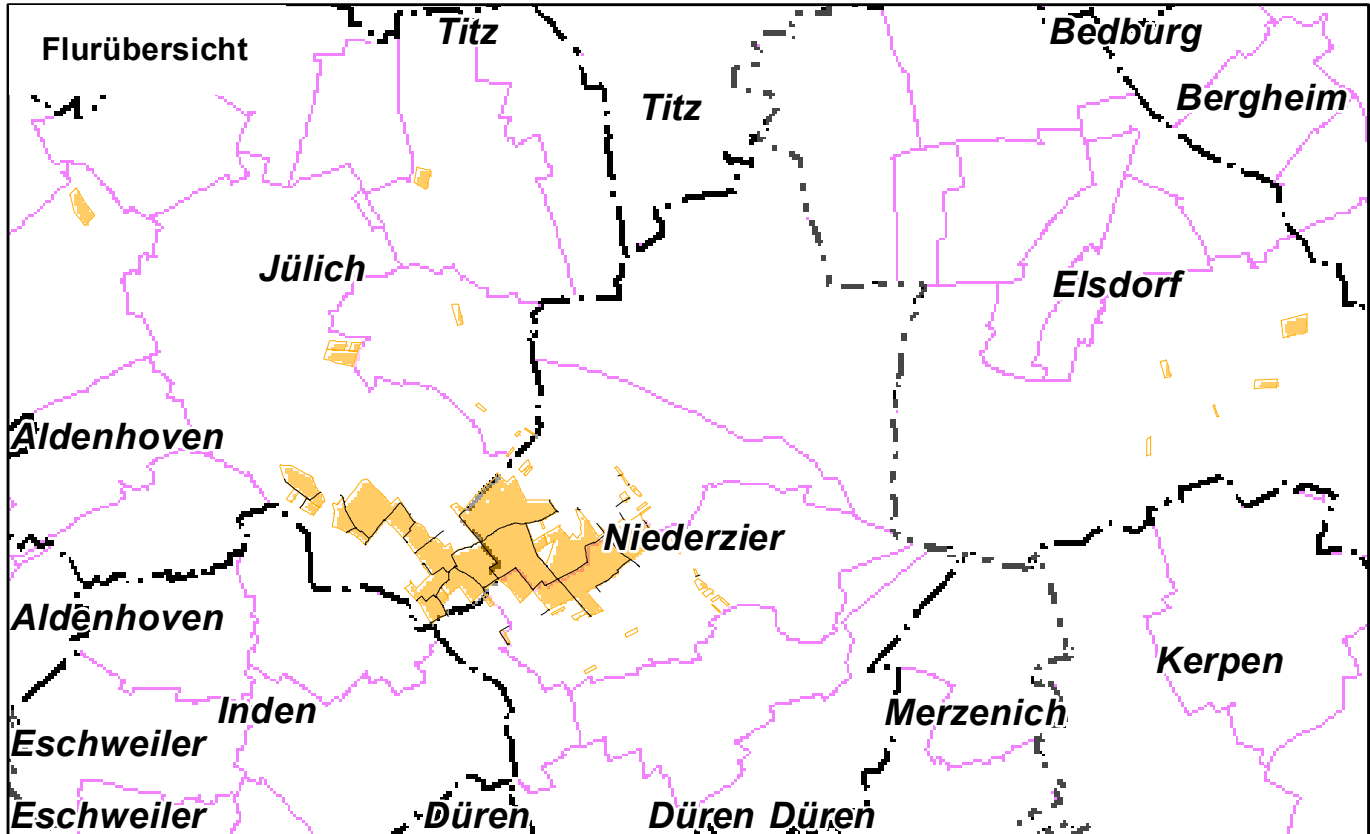 Titz
Bedburg
Flurübersicht
Bergheim
Titz
Jülich
Elsdorf
Aldenhoven
Niederzier
Aldenhoven
Kerpen
Inden
Merzenich
Eschweiler
Eschweiler
Düren
Düren
Düren